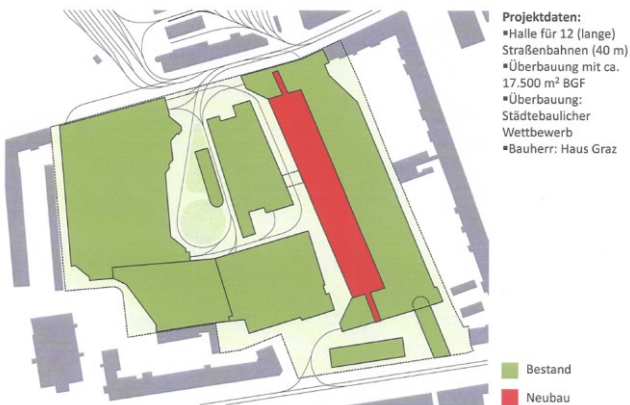 Projektdaten:
▪Halle für 12 (lange)
Straßenbahnen (40 m)
▪Überbauung mit ca.
17.500 m² BGF
▪Überbauung:
Städtebaulicher
Wettbewerb
▪Bauherr: Haus Graz
Bestand
Neubau